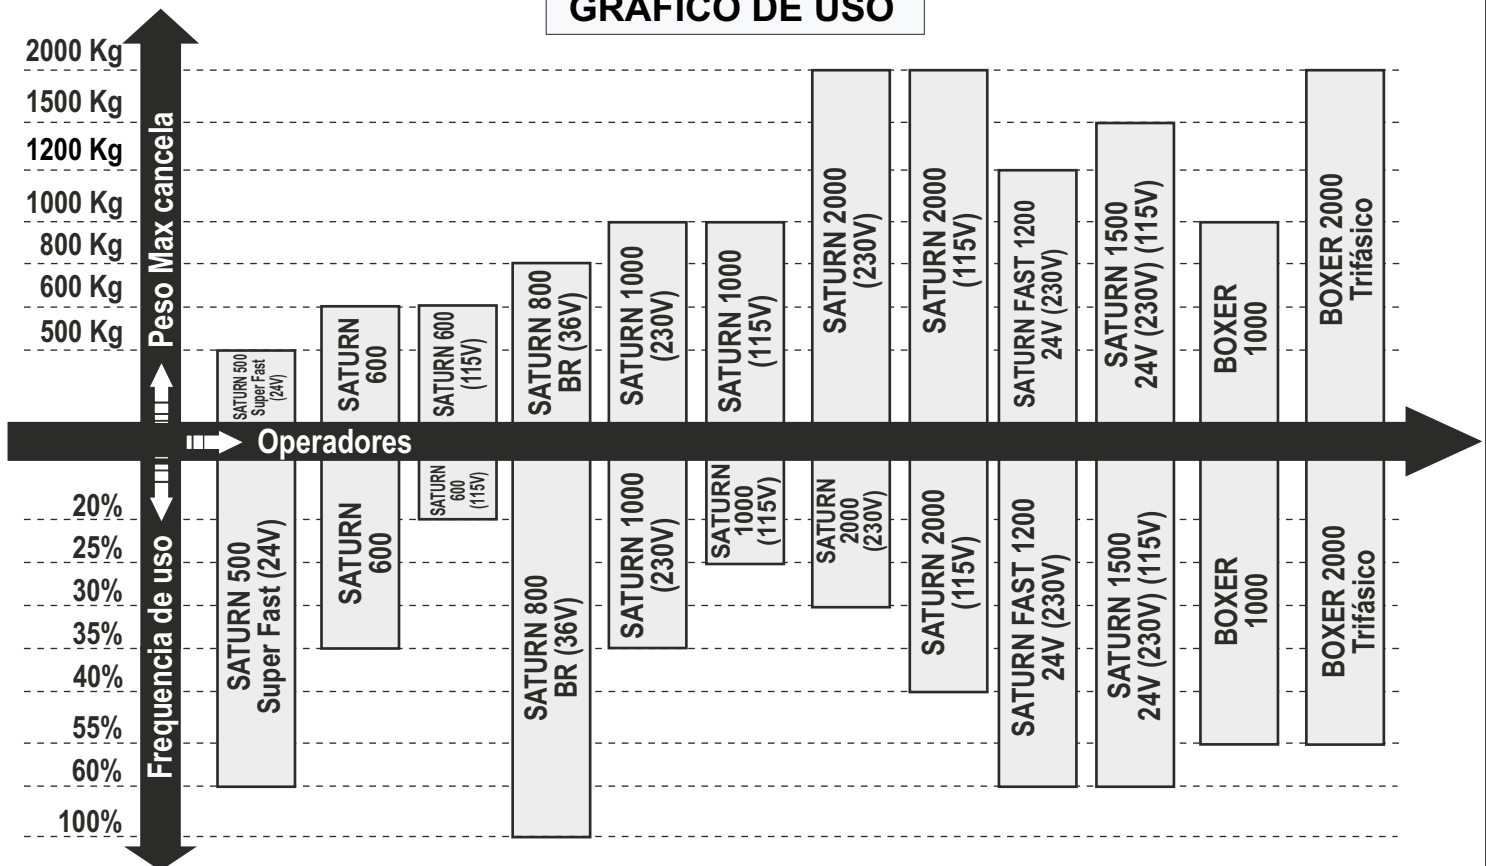 GRÁFICO DE USO
2000 Kg
1500 Kg
1200 Kg
1000 Kg
800 Kg
600 Kg
500 Kg
Peso Max cancela
SATURN 500
Super Fast
(24V)
SATURN
600
SATURN 600
(115V)
SATURN 800
BR (36V)
SATURN 1000
(230V)
SATURN 1000
(115V)
SATURN 2000
(230V)
SATURN 2000
(115V)
SATURN FAST 1200
24V (230V)
SATURN 1500
24V (230V) (115V)
BOXER
1000
BOXER 2000
Trifásico
Operadores
20%
25%
30%
35%
40%
55%
60%
100%
Frequencia de uso
SATURN 500
Super Fast (24V)
SATURN
600
SATURN
600
(115V)
SATURN 800
BR (36V)
SATURN 1000
(230V)
SATURN
1000
(115V)
SATURN
2000
(230V)
SATURN 2000
(115V)
SATURN FAST 1200
24V (230V)
SATURN 1500
24V (230V) (115V)
BOXER
1000
BOXER 2000
Trifásico